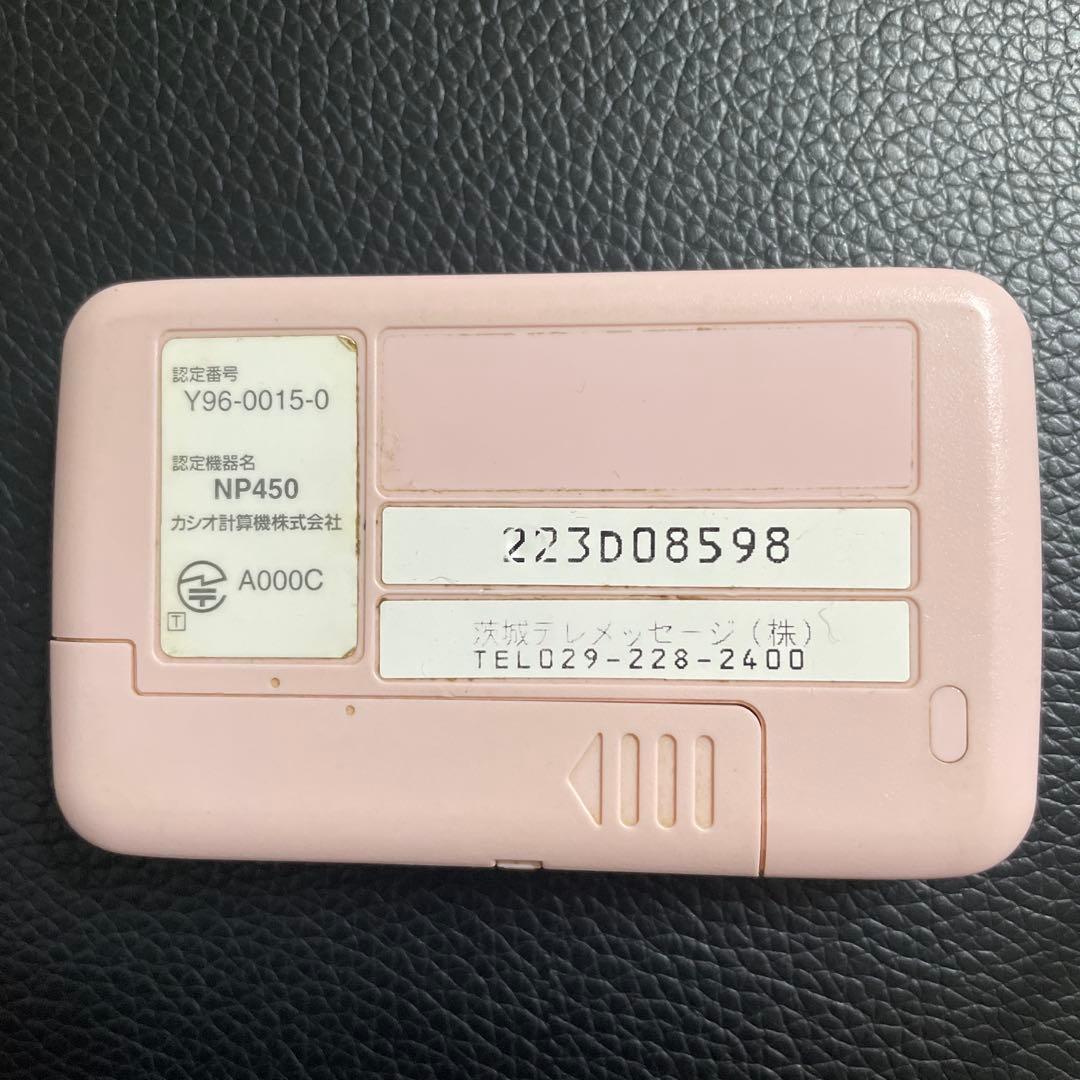 認定番号
Y96-0015-0
認定機器名
NP450
カシオ計算機株式会社
A000C
T
223D08598
茨城テレメッセージ(株)
TEL029-228-2400